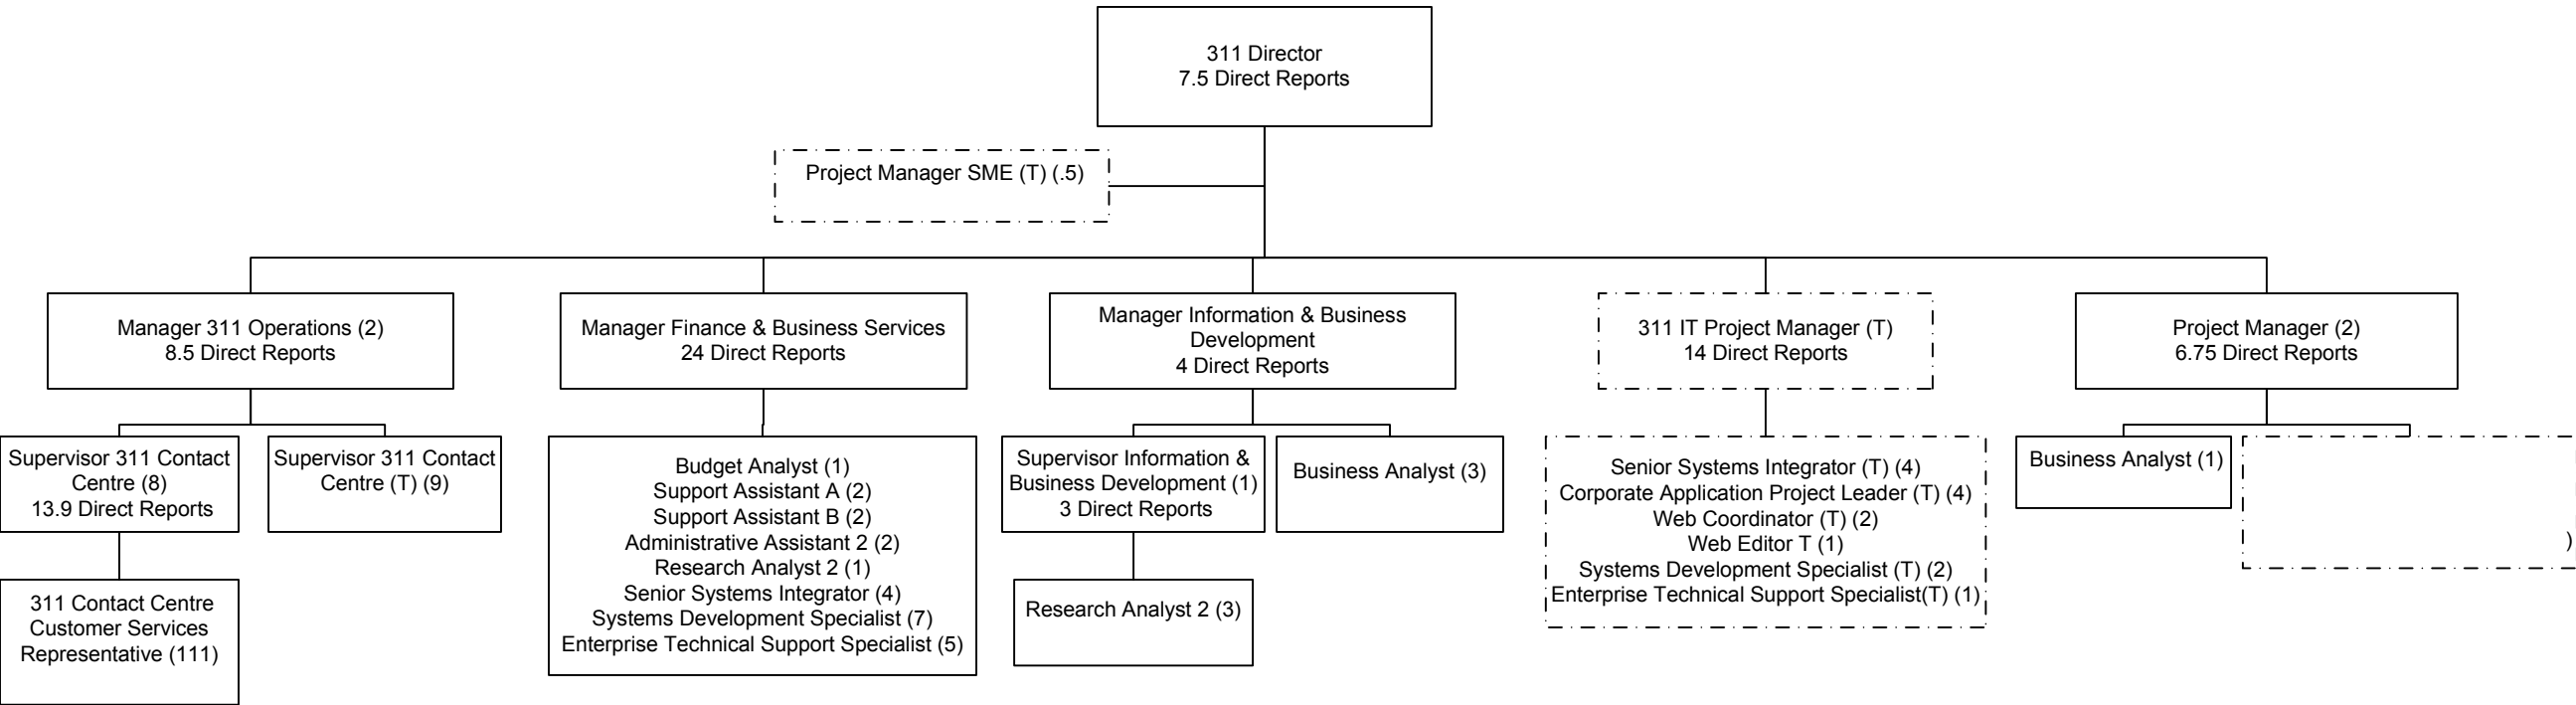 311 Director
7.5 Direct Reports
Project Manager SME (T) (.5)
Manager 311 Operations (2)
8.5 Direct Reports
Manager Finance & Business Services
24 Direct Reports
Manager Information & Business
Development
4 Direct Reports
311 IT Project Manager (T)
14 Direct Reports
Project Manager (2)
6.75 Direct Reports
Supervisor 311 Contact
Centre (8)
13.9 Direct Reports
Supervisor 311 Contact
Centre (T) (9)
Budget Analyst (1)
Support Assistant A (2)
Support Assistant B (2)
Administrative Assistant 2 (2)
Research Analyst 2 (1)
Senior Systems Integrator (4)
Systems Development Specialist (7)
Enterprise Technical Support Specialist (5)
Supervisor Information &
Business Development (1)
3 Direct Reports
Business Analyst (3)
Senior Systems Integrator (T) (4)
Corporate Application Project Leader (T) (4)
Web Coordinator (T) (2)
Web Editor T (1)
Systems Development Specialist (T) (2)
Enterprise Technical Support Specialist(T) (1)
Business Analyst (1)
)
311 Contact Centre
Customer Services
Representative (111)
Research Analyst 2 (3)